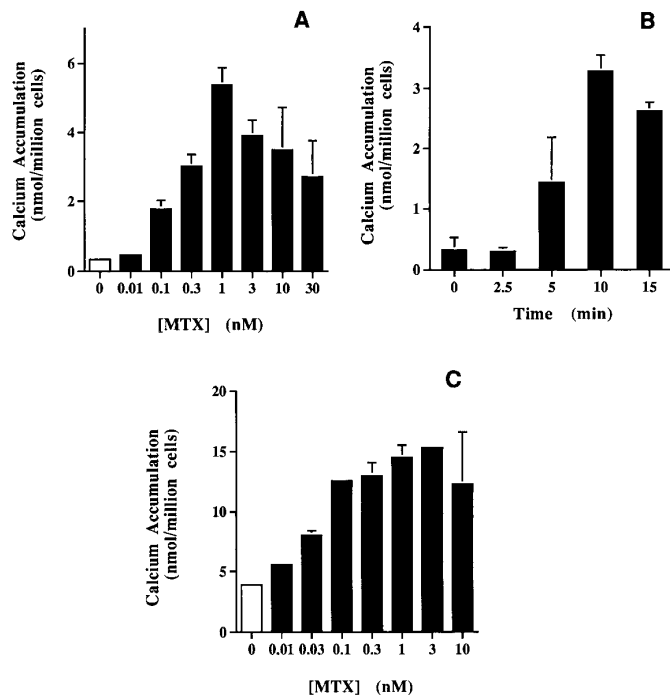 A
Calcium Accumulation
(nmol/million cells)
6
4
2
0
0 0.01 0.1 0.3 1 3 10 30
[MTX] (nM)
B
Calcium Accumulation
(nmol/million cells)
4
3
2
1
0
0 2.5 5 10 15
Time (min)
C
Calcium Accumulation
(nmol/million cells)
20
15
10
5
0
0 0.01 0.03 0.1 0.3 1 3 10
[MTX] (nM)